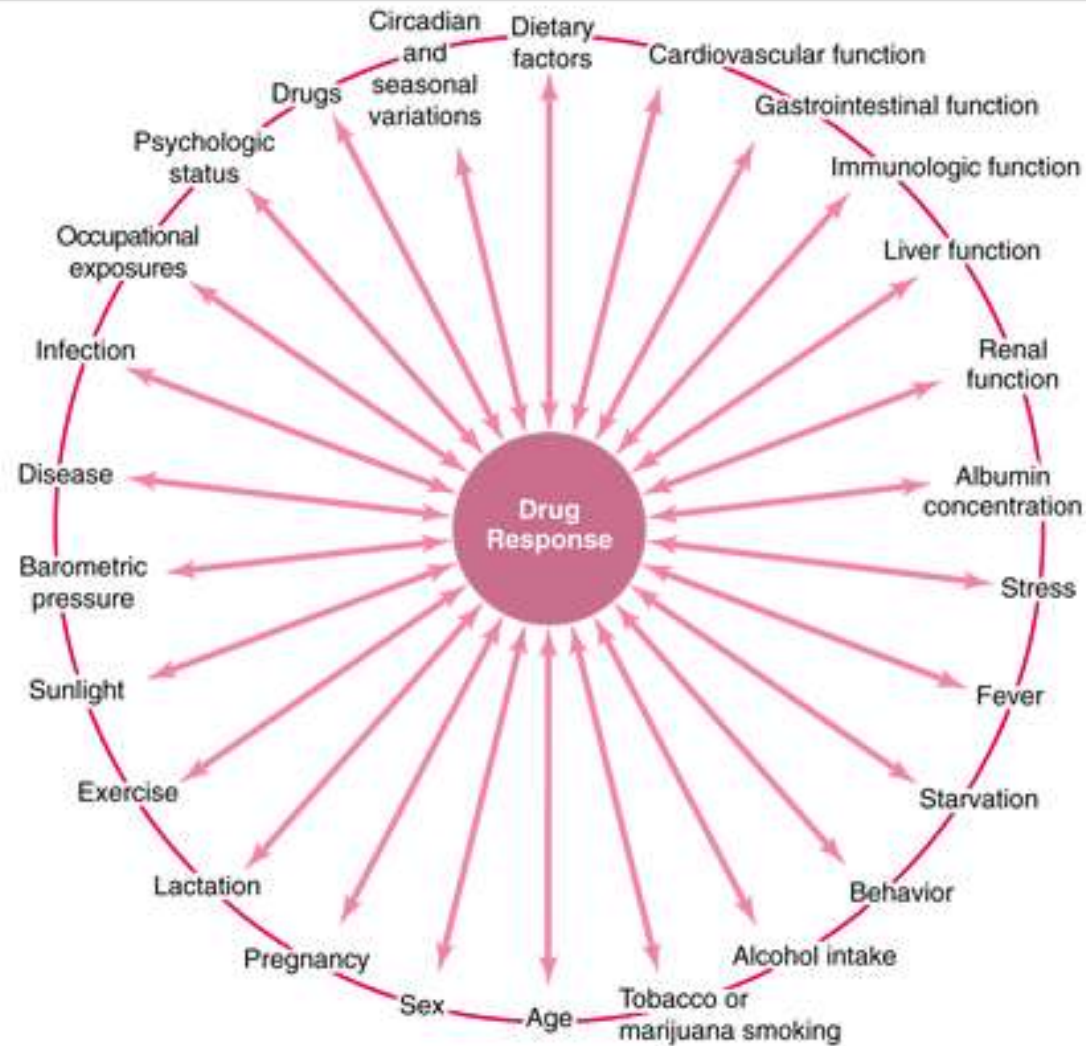 Circadian
and
seasonal
variations
Dietary
factors
Cardiovascular function
Gastrointestinal function
Immunologic function
Liver function
Renal
function
Albumin
concentration
Stress
Fever
Starvation
Behavior
Alcohol intake
Tobacco or
marijuana smoking
Age
Sex
Pregnancy
Lactation
Exercise
Sunlight
Barometric
pressure
Disease
Infection
Occupational
exposures
Psychologic
status
Drugs
Drug
Response